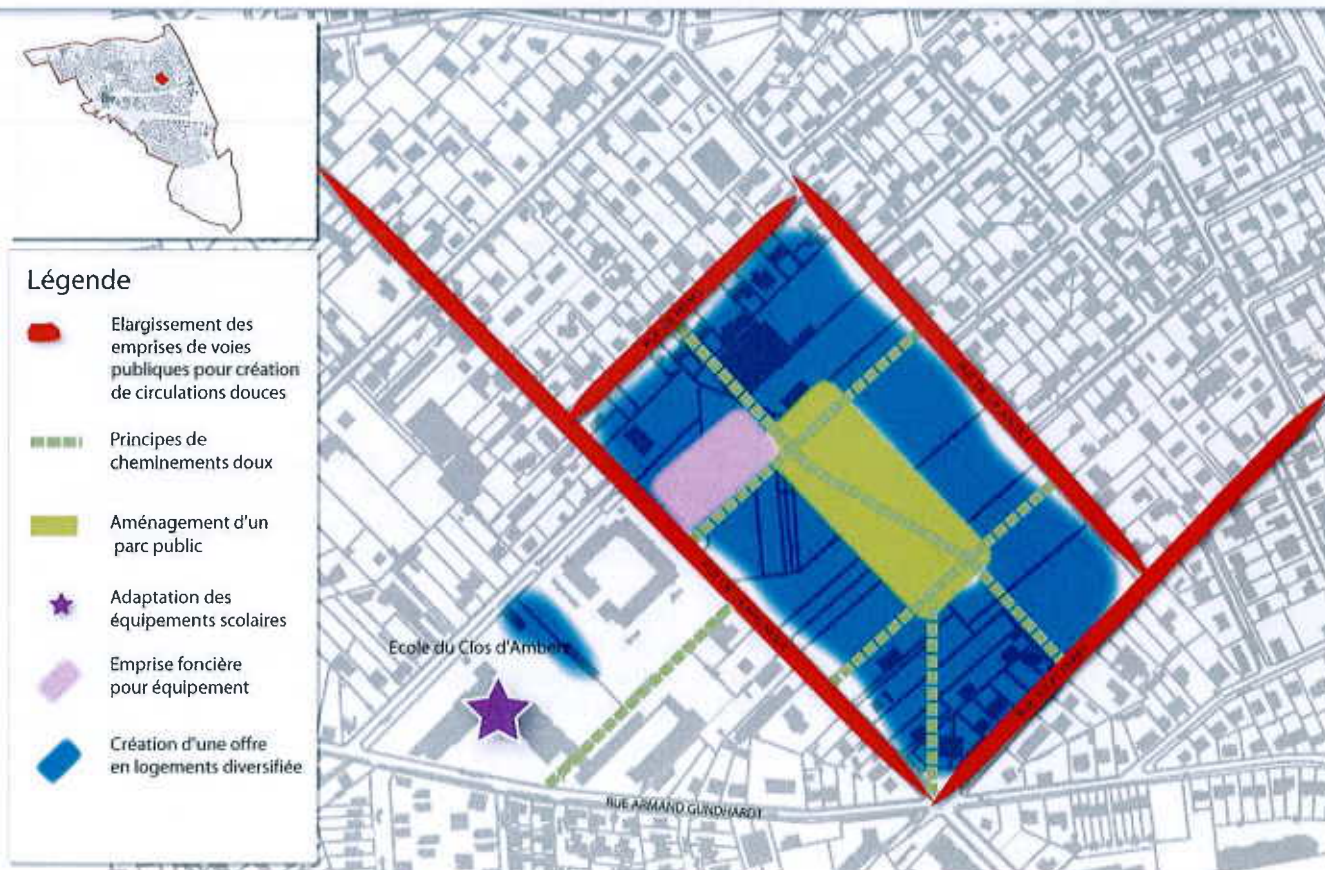 Légende
Elargissement des
emprises de voies
publiques pour création
de circulations douces
Principes de
cheminements doux
Aménagement d'un
parc public
Adaptation des
équipements scolaires
Emprise foncière
pour équipement
Création d'une offre
en logements diversifiée
Ecole du Clos d'Ambert
RUE ARMAND GUNDHARDT